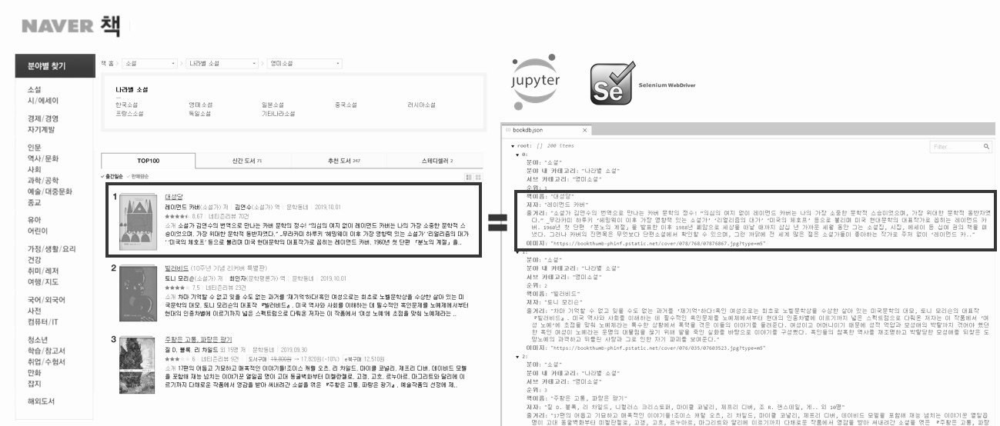 NAVER 책
분야별 찾기
소설
시/에세이
경제/경영
자기계발
인문
역사/문화
사회
과학/공학
예술/대중문화
종교
유아
어린이
가정/생활/요리
건강
취미/레저
여행/지도
국어/외국어
사전
컴퓨터/IT
청소년
학습/참고서
취업/수험서
만화
잡지
해외도서
책 홈 > 소설 > 나라별 소설 > 영미소설
나라별 소설
한국소설 영미소설 일본소설 중국소설 러시아소설
프랑스소설 독일소설 기타나라소설
TOP100 신간 도서 71 추천 도서 247 스테디셀러 2
출간일순 판매량순
1 대성당
레이먼드 카버(소설가) 저 | 김연수(소설가) 역 | 문학동네 | 2019.10.01
8.67 | 네티즌리뷰 70건
소개 소설가 김연수의 번역으로 만나는 카버 문학의 정수! "의심의 여지 없이 레이먼드 카버는 나의 가장 소중한 문학적 스
승이었으며, 가장 위대한 문학적 동반자였다." _무라카미 하루키 '헤밍웨이 이후 가장 영향력 있는 소설가' '리얼리즘의 대가
' '미국의 체호프' 등으로 불리며 미국 현대문학의 대표작가로 꼽히는 레이먼드 카버. 1960년 첫 단편 「분노의 계절」을..
2 빌러비드 (10주년 기념 리커버 특별판)
토니 모리슨(소설가) 저 | 최인자(문학평론가) 역 | 문학동네 | 2019.10.01
7.5 | 네티즌리뷰 23건
소개 차마 기억할 수 없고 잊을 수도 없는 과거를 '재기억'하다!흑인 여성으로는 최초로 노벨문학상을 수상한 살아 있는 미
국문학의 대모, 토니 모리슨의 대표작 『빌러비드』. 미국 역사와 사회를 이해하는 데 필수적인 흑인문제를 노예제에서부터
현대의 인종차별에 이르기까지 넓은 스펙트럼으로 다뤄온 저자는 이 작품에서 '여성 노예'에 초점을 맞춰 노예제라는 ..
3 주황은 고통, 파랑은 광기
질 D. 블록, 리 차일드 외 15명 저 | 문학동네 | 2019.09.30
6 | 네티즌리뷰 9건 | 도서구매 19,800원 → 17,820원(-10%) | e북구매 12,510원
소개 17편의 어둡고 기묘하고 매혹적인 이야기들!조이스 캐럴 오츠, 리 차일드, 마이클 코넬리, 제프리 디버, 데이비드 모렐
을 포함해 재능 넘치는 이야기꾼 열일곱 명이 고대 동굴벽화부터 미켈란젤로, 고갱, 고흐, 르누아르, 마그리트와 달리에 이
르기까지 다채로운 작품에서 영감을 받아 써내려간 소설을 엮은 『주황은 고통, 파랑은 광기』. 예술작품의 선정에 제..
=
jupyter
Se Selenium WebDriver
bookdb.json
root: [] 200 items
Filter...
0:
분야: "소설"
분야 내 카테고리: "나라별 소설"
서브 카테고리: "영미소설"
순위: 1
책이름: "대성당"
저자: "레이먼드 카버"
줄거리: "소설가 김연수의 번역으로 만나는 카버 문학의 정수! "의심의 여지 없이 레이먼드 카버는 나의 가장 소중한 문학적 스승이었으며, 가장 위대한 문학적 동반자였
다." _무라카미 하루키 '헤밍웨이 이후 가장 영향력 있는 소설가' '리얼리즘의 대가' '미국의 체호프' 등으로 불리며 미국 현대문학의 대표작가로 꼽히는 레이먼드 카
버. 1960년 첫 단편 「분노의 계절」을 발표한 이후 1988년 폐암으로 세상을 떠날 때까지 삼십 년 가까운 세월 동안 그는 소설집, 시집, 에세이 등 십여 권의 책을 펴
냈다. 그러나 카버의 진면목은 무엇보다 단편소설에서 확인할 수 있으며, 그런 까닭에 전 세계 많은 젊은 소설가들이 좋아하는 작가로 주저 없이 '레이먼드 카.."
이미지: "https://bookthumb-phinf.pstatic.net/cover/078/768/07876867.jpg?type=m5"
1:
분야: "소설"
분야 내 카테고리: "나라별 소설"
서브 카테고리: "영미소설"
순위: 2
책이름: "빌러비드"
저자: "토니 모리슨"
줄거리: "차마 기억할 수 없고 잊을 수도 없는 과거를 '재기억'하다!흑인 여성으로는 최초로 노벨문학상을 수상한 살아 있는 미국문학의 대모, 토니 모리슨의 대표작
『빌러비드』. 미국 역사와 사회를 이해하는 데 필수적인 흑인문제를 노예제에서부터 현대의 인종차별에 이르기까지 넓은 스펙트럼으로 다뤄온 저자는 이 작품에서 '여
성 노예'에 초점을 맞춰 노예제라는 특수한 상황에서 폭력을 겪은 이들의 이야기를 들려준다. 여성이고 어머니이기 때문에 성적 억압과 모성애의 박탈까지 겪어야 했던
한 흑인 여성이 노예라는 운명의 대물림을 끊기 위해 딸을 죽인 실화를 바탕으로 이야기를 구성했다. 흑인들의 참혹한 역사를 재조명하고 박탈당한 모성애를 되찾은 도
망노예의 과격하고 뒤틀린 사랑과 그로 인한 자기 파괴를 보여준다."
이미지: "https://bookthumb-phinf.pstatic.net/cover/076/035/07603523.jpg?type=m5"
2:
분야: "소설"
분야 내 카테고리: "나라별 소설"
서브 카테고리: "영미소설"
순위: 3
책이름: "주황은 고통, 파랑은 광기"
저자: "질 D. 블록, 리 차일드, 니컬러스 크리스토퍼, 마이클 코넬리, 제프리 디버, 조 R. 랜스데일, 게.. 외 10명"
줄거리: "17편의 어둡고 기묘하고 매혹적인 이야기들!조이스 캐럴 오츠, 리 차일드, 마이클 코넬리, 제프리 디버, 데이비드 모렐을 포함해 재능 넘치는 이야기꾼 열일곱
명이 고대 동굴벽화부터 미켈란젤로, 고갱, 고흐, 르누아르, 마그리트와 달리에 이르기까지 다채로운 작품에서 영감을 받아 써내려간 소설을 엮은 『주황은 고통, 파랑